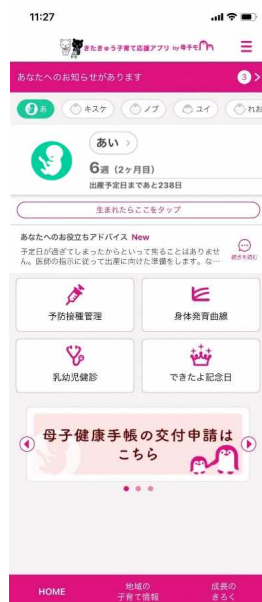 11:27
きたきゅう子育て応援アプリ by 母子モ
あなたへのお知らせがあります 3
あ キスケ ノブ ユイ れお
あい
6週 (2ヶ月目)
出産予定日まであと238日
生まれたらここをタップ
あなたへのお役立ちアドバイス New
予定日が過ぎてしまったからといって焦ることはありませ
ん。医師の指示に従って出産に向けた準備をします。な…
続きを読む
予防接種管理 身体発育曲線
乳幼児健診 できたよ記念日
母子健康手帳の交付申請は
こちら
HOME
地域の
子育て情報
成長の
きろく